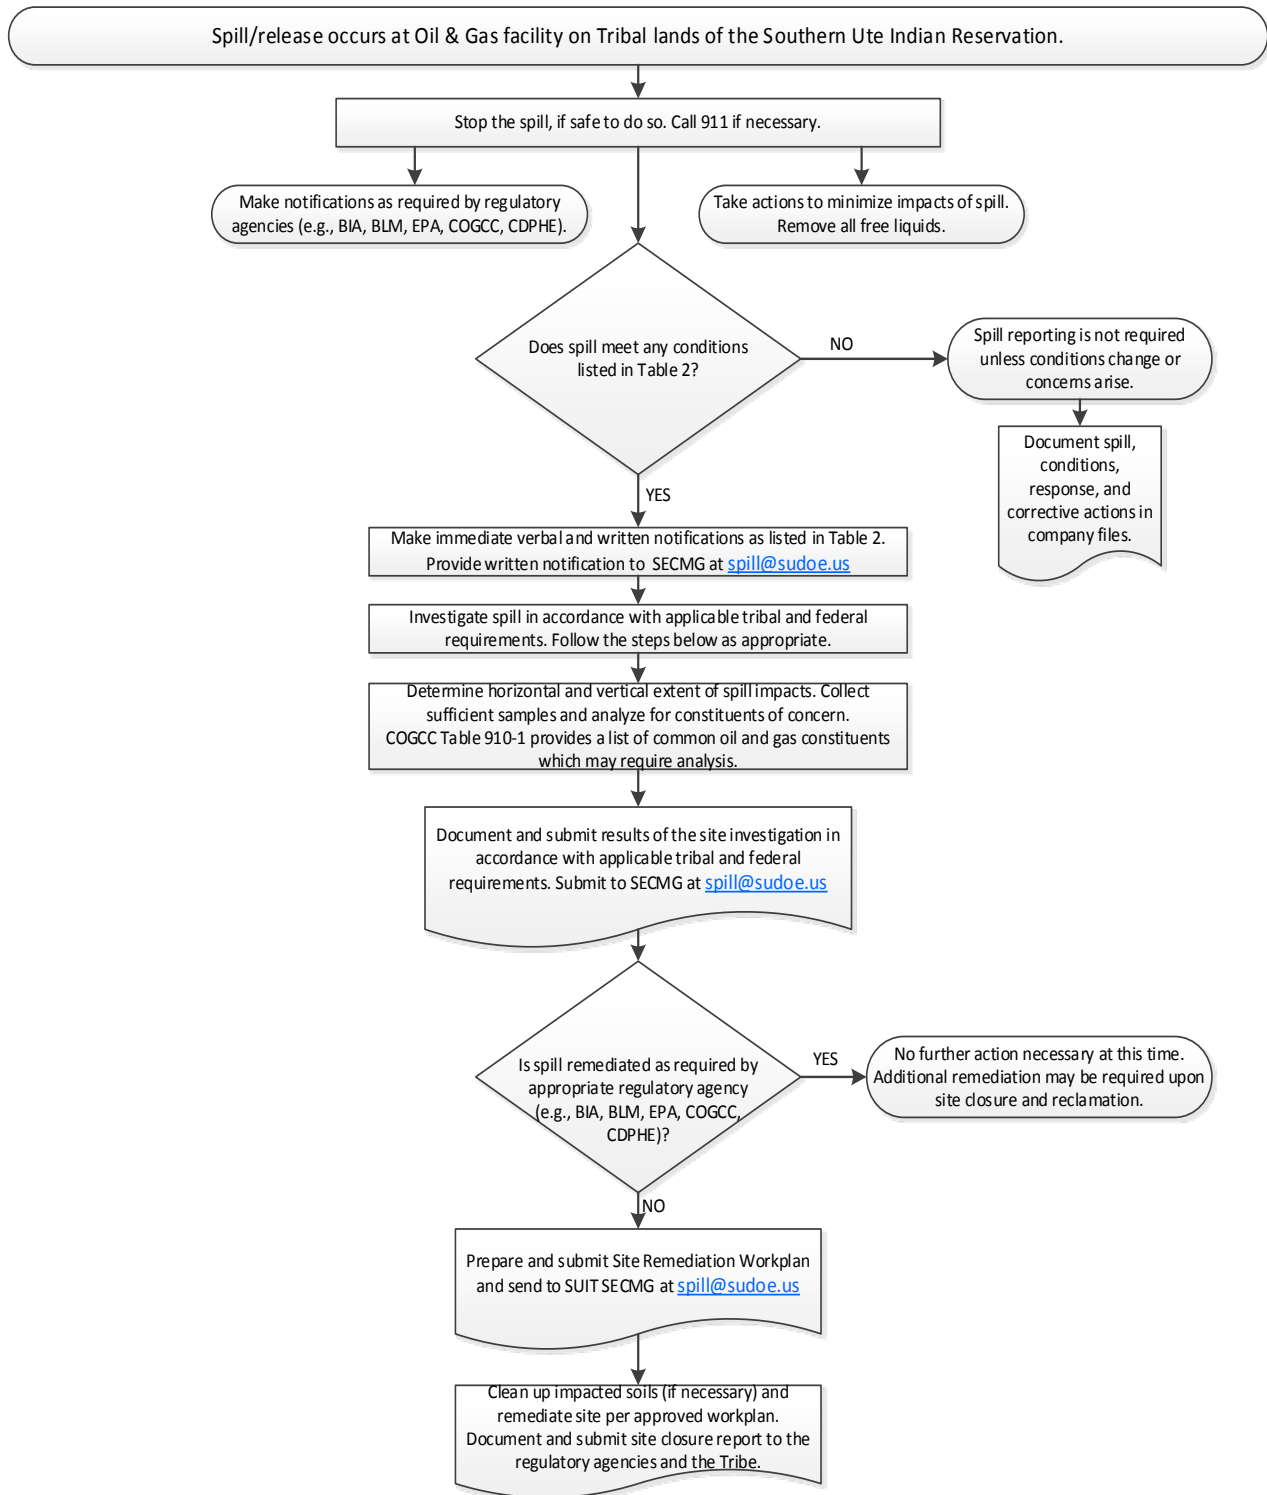 Spill/release occurs at Oil & Gas facility on Tribal lands of the Southern Ute Indian Reservation.
Stop the spill, if safe to do so. Call 911 if necessary.
Make notifications as required by regulatory
agencies (e.g., BIA, BLM, EPA, COGCC, CDPHE).
Take actions to minimize impacts of spill.
Remove all free liquids.
Does spill meet any conditions
listed in Table 2?
NO
Spill reporting is not required
unless conditions change or
concerns arise.
Document spill,
conditions,
response, and
corrective actions in
company files.
YES
Make immediate verbal and written notifications as listed in Table 2.
Provide written notification to SECMG at spill@sudoe.us
Investigate spill in accordance with applicable tribal and federal
requirements. Follow the steps below as appropriate.
Determine horizontal and vertical extent of spill impacts. Collect
sufficient samples and analyze for constituents of concern.
COGCC Table 910-1 provides a list of common oil and gas constituents
which may require analysis.
Document and submit results of the site investigation in
accordance with applicable tribal and federal
requirements. Submit to SECMG at spill@sudoe.us
Is spill remediated as required by
appropriate regulatory agency
(e.g., BIA, BLM, EPA, COGCC,
CDPHE)?
YES
No further action necessary at this time.
Additional remediation may be required upon
site closure and reclamation.
NO
Prepare and submit Site Remediation Workplan
and send to SUIT SECMG at spill@sudoe.us
Clean up impacted soils (if necessary) and
remediate site per approved workplan.
Document and submit site closure report to the
regulatory agencies and the Tribe.